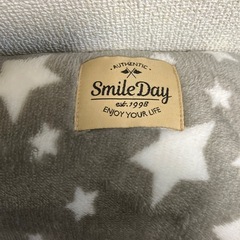 · AUTHENTIC ·
Smile Day
est. 1998
ENJOY YOUR LIFE